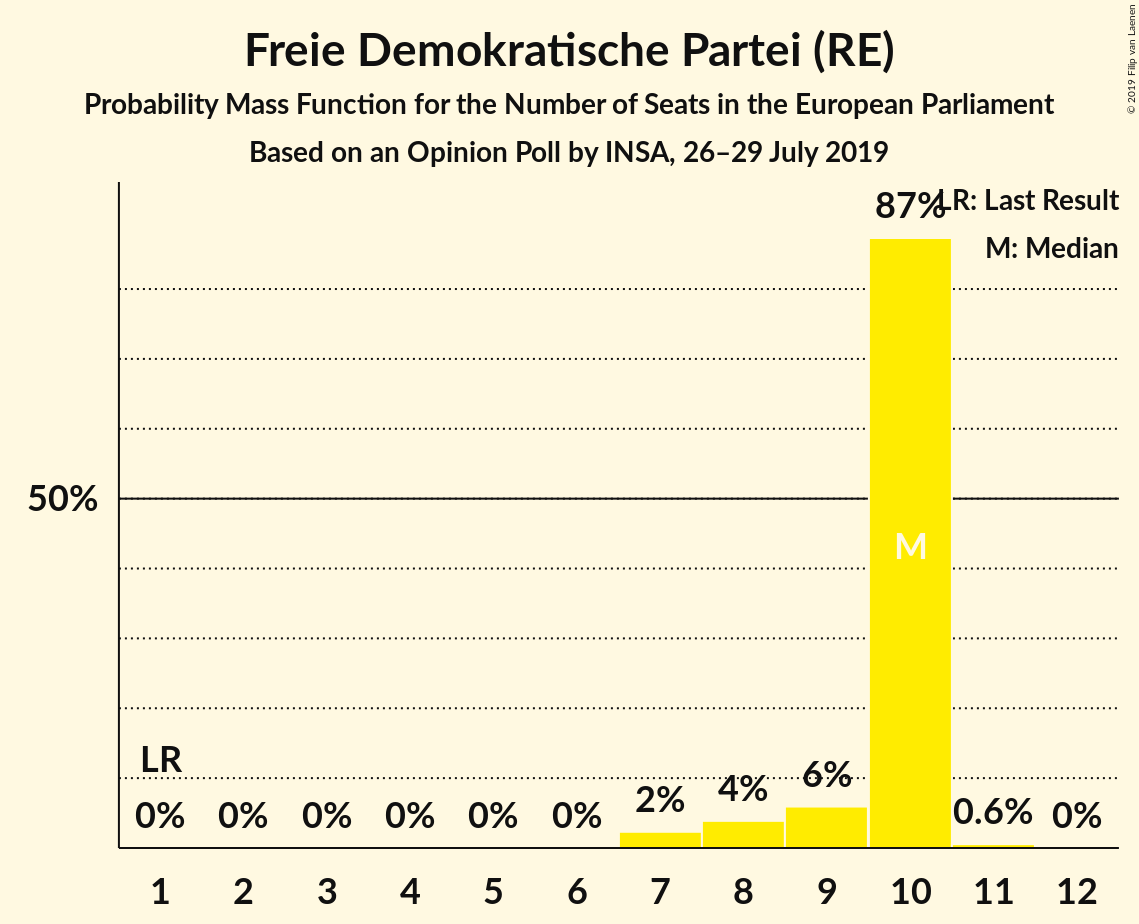 Freie Demokratische Partei (RE)
Probability Mass Function for the Number of Seats in the European Parliament
Based on an Opinion Poll by INSA, 26–29 July 2019
© 2019 Filip van Laenen
LR: Last Result
M: Median
87%
50%
M
LR
0% 0% 0% 0% 0% 0% 2% 4% 6% 0.6% 0%
1 2 3 4 5 6 7 8 9 10 11 12